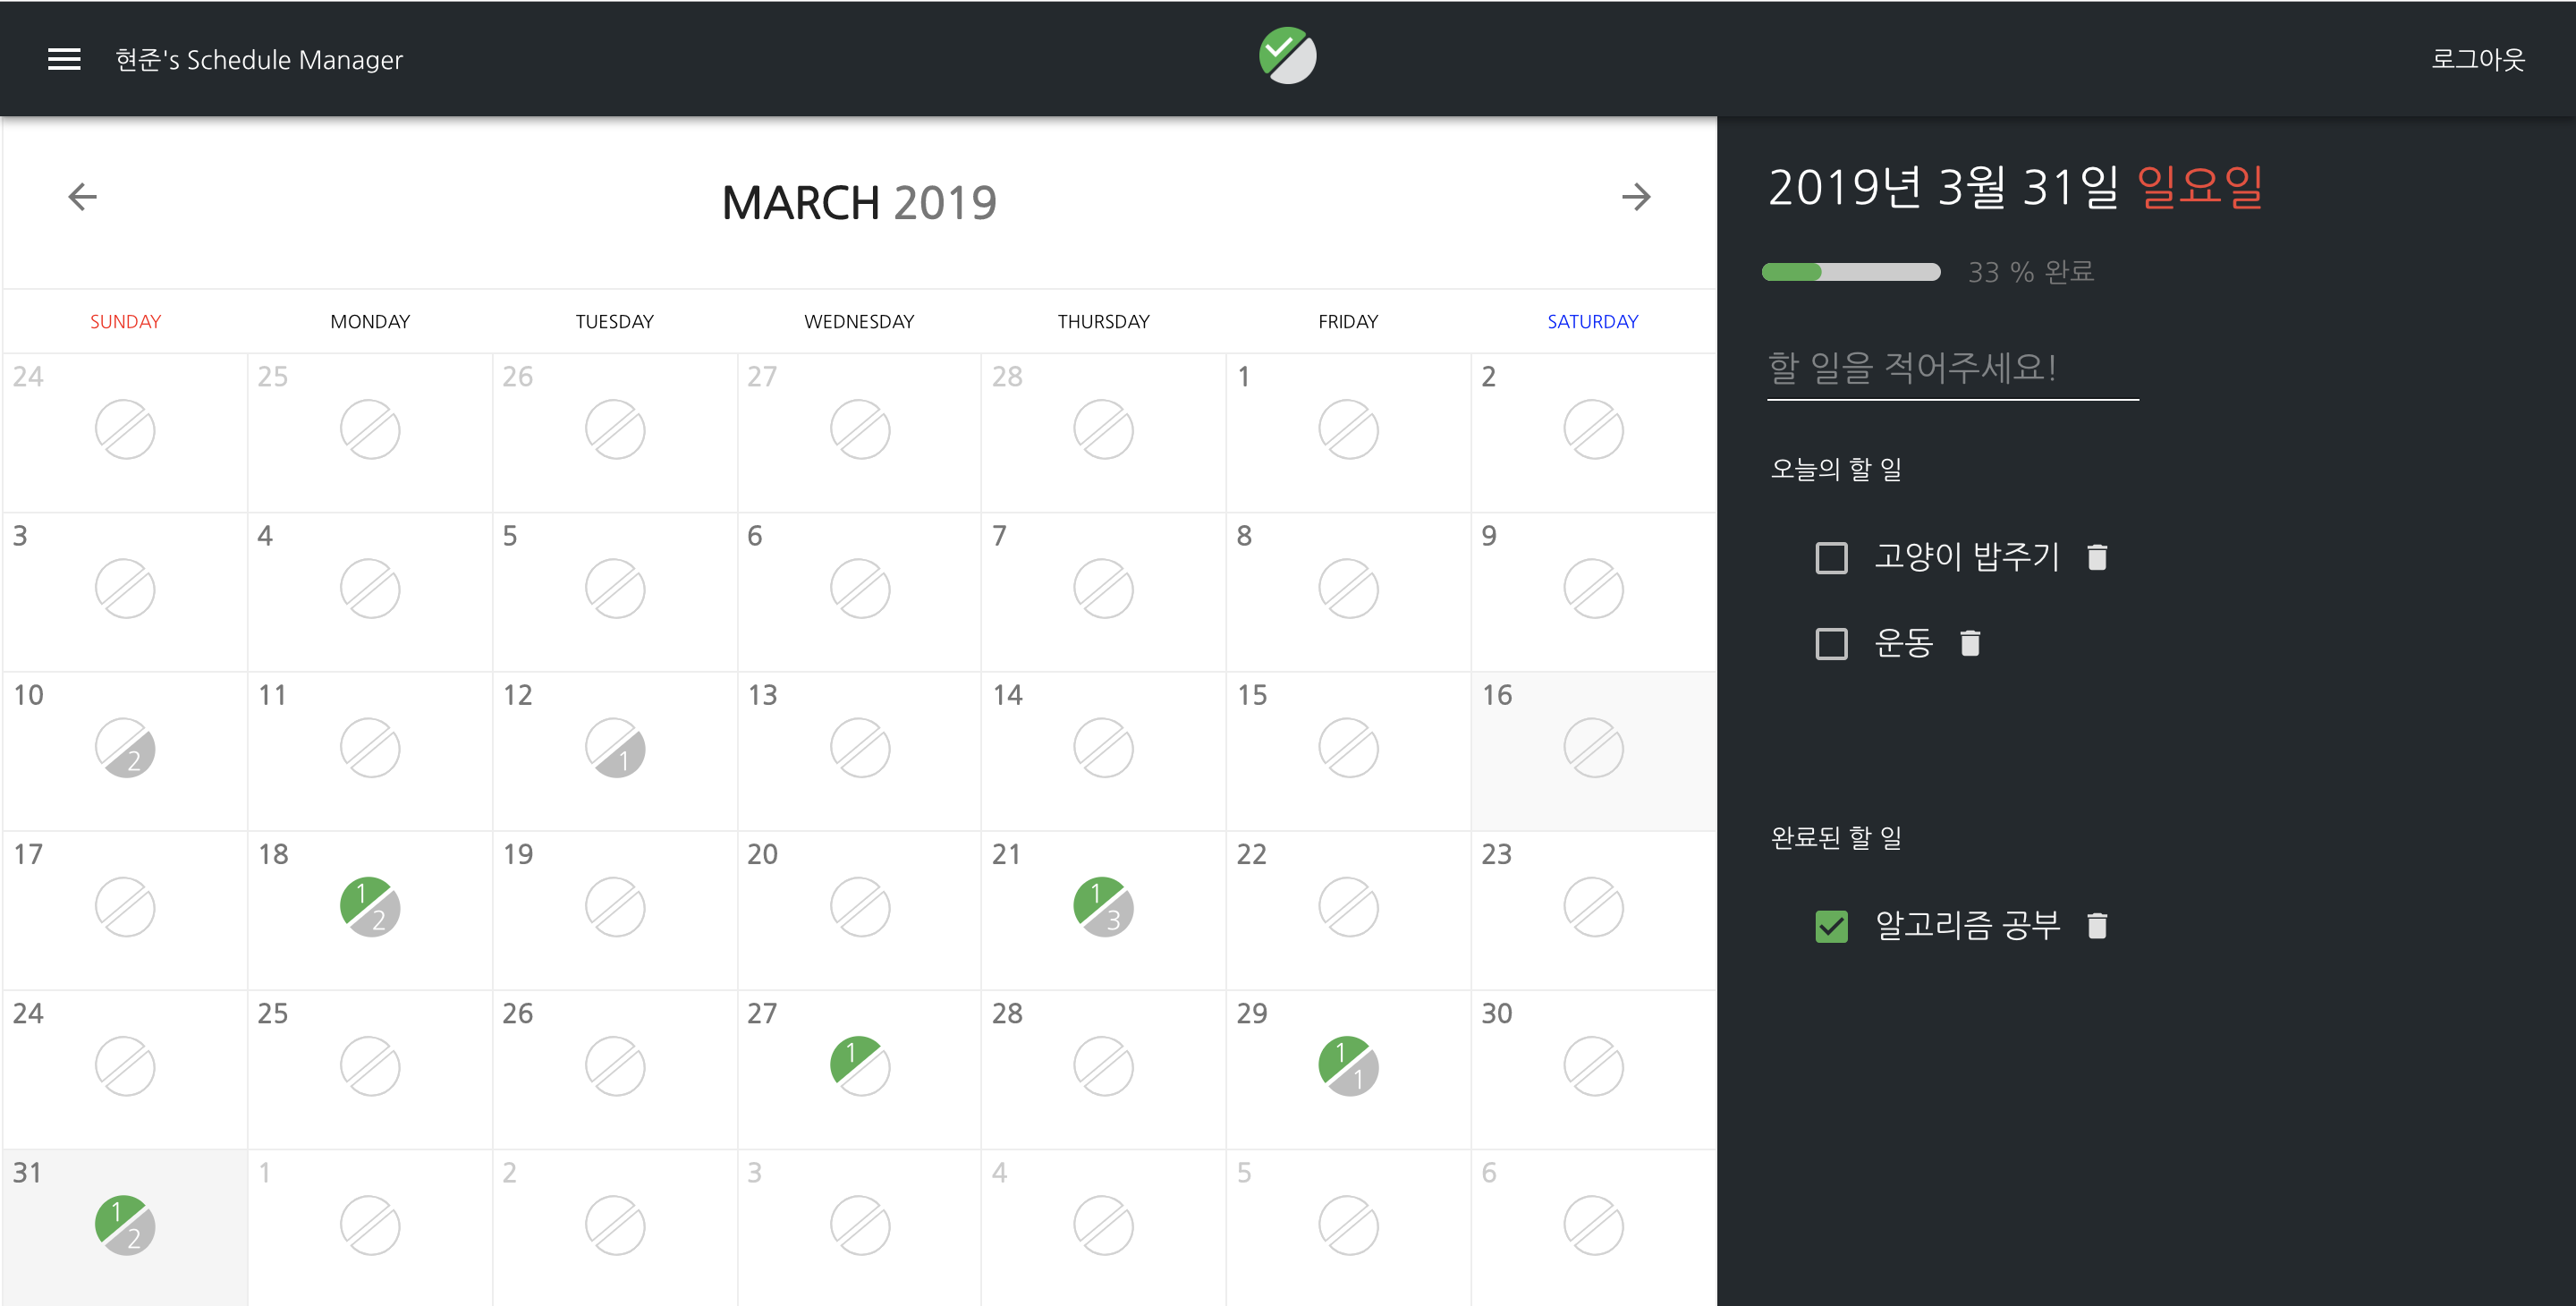 현준's Schedule Manager
로그아웃
MARCH 2019
SUNDAY MONDAY TUESDAY WEDNESDAY THURSDAY FRIDAY SATURDAY
24 25 26 27 28 1 2
3 4 5 6 7 8 9
10 11 12 13 14 15 16
2 1
17 18 19 20 21 22 23
1 2 1 3
24 25 26 27 28 29 30
1 1 1
31 1 2 3 4 5 6
1 2
2019년 3월 31일 일요일
33 % 완료
할 일을 적어주세요!
오늘의 할 일
고양이 밥주기
운동
완료된 할 일
알고리즘 공부